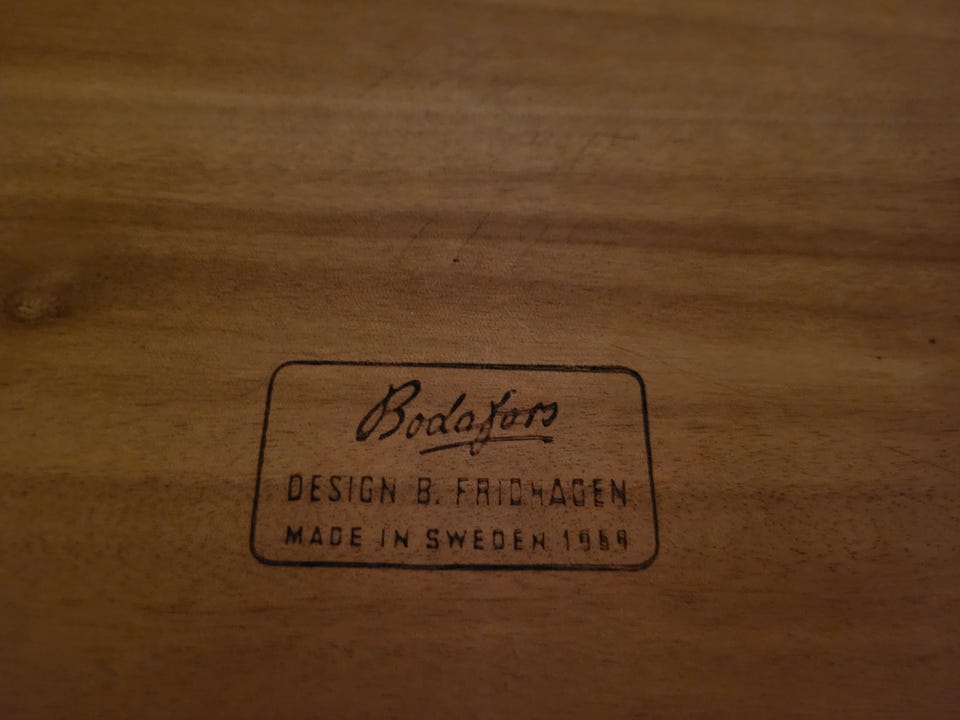 Bodafors
DESIGN B. FRIDHAGEN
MADE IN SWEDEN